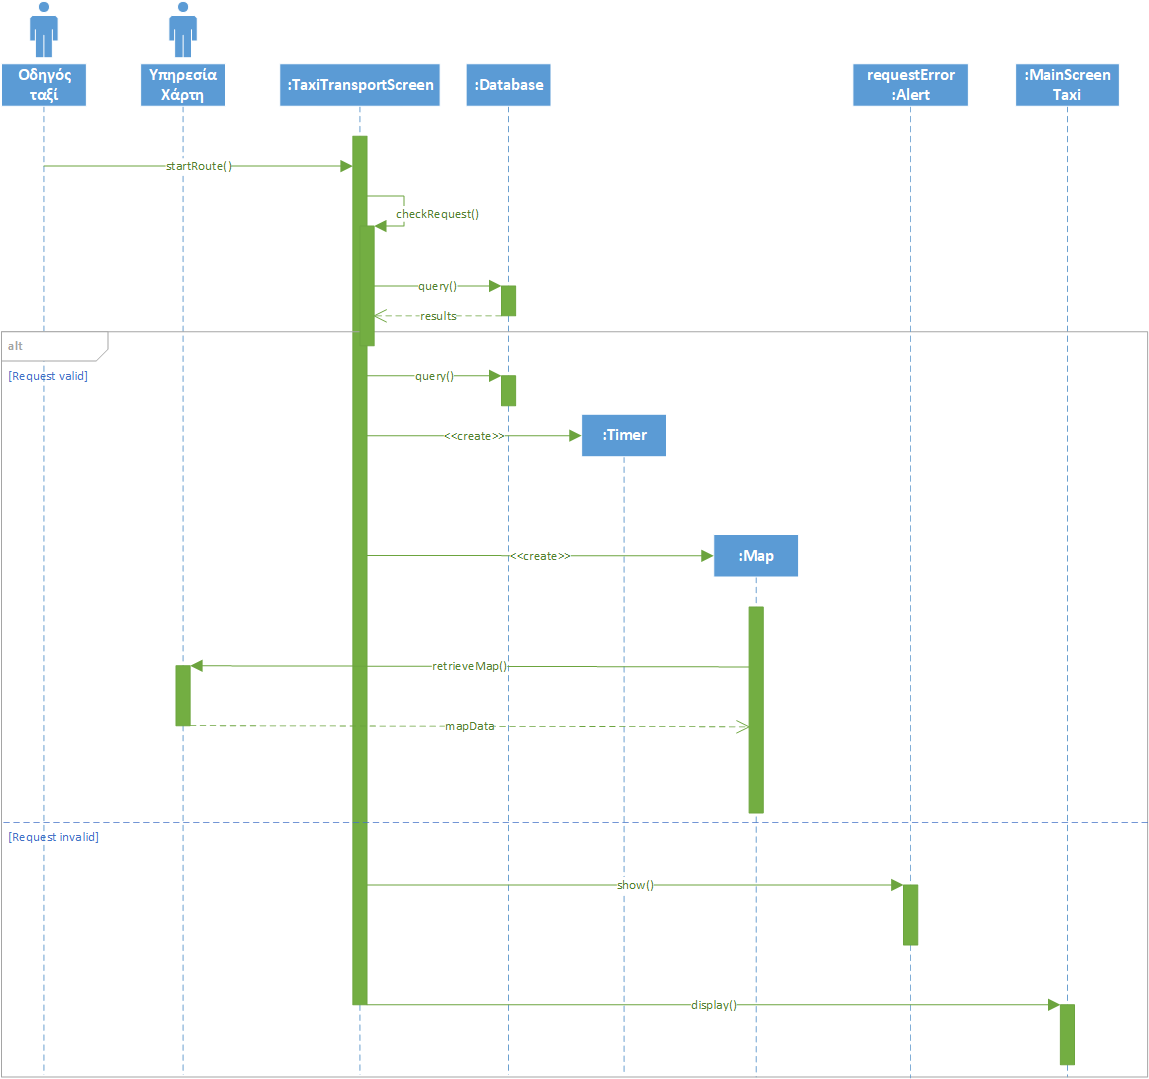 Οδηγός
ταξί
Υπηρεσία
Χάρτη
:TaxiTransportScreen
:Database
requestError
:Alert
:MainScreen
Taxi
startRoute()
checkRequest()
query()
results
alt
[Request valid]
query()
<<create>>
:Timer
<<create>>
:Map
retrieveMap()
mapData
[Request invalid]
show()
display()